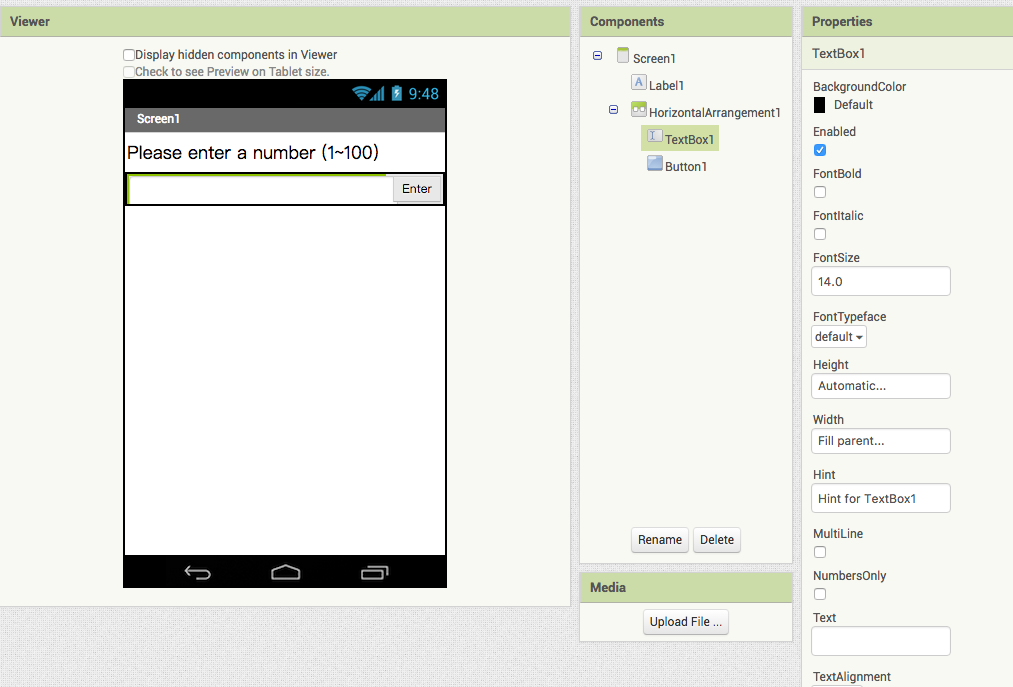 Viewer
Display hidden components in Viewer
Check to see Preview on Tablet size.
9:48
Screen1
Please enter a number (1~100)
Enter
Components
Screen1
A Label1
HorizontalArrangement1
TextBox1
Button1
Rename
Delete
Media
Upload File ...
Properties
TextBox1
BackgroundColor
Default
Enabled
FontBold
FontItalic
FontSize
14.0
FontTypeface
default
Height
Automatic...
Width
Fill parent...
Hint
Hint for TextBox1
MultiLine
NumbersOnly
Text
TextAlignment